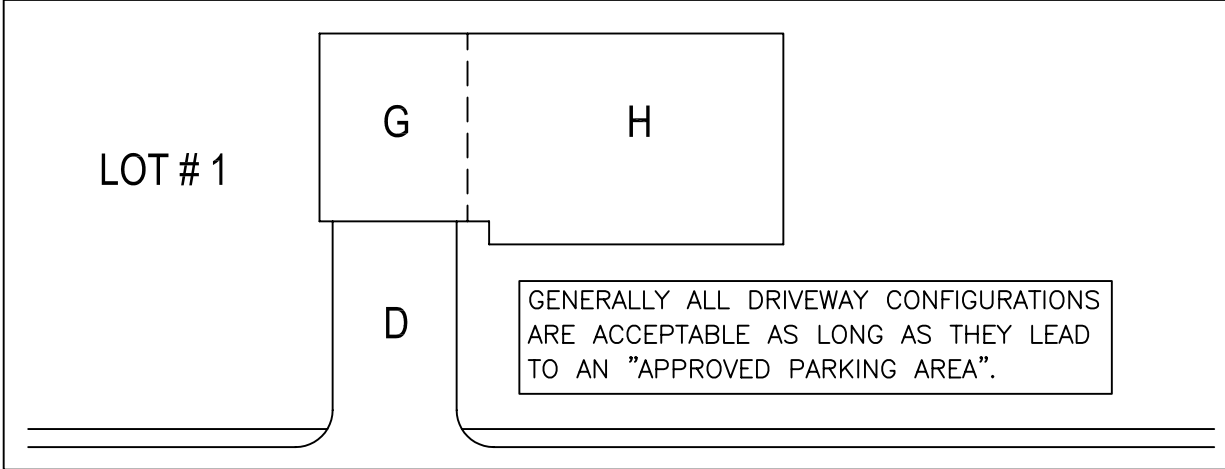 G
H
LOT # 1
D
GENERALLY ALL DRIVEWAY CONFIGURATIONS
ARE ACCEPTABLE AS LONG AS THEY LEAD
TO AN ”APPROVED PARKING AREA”.